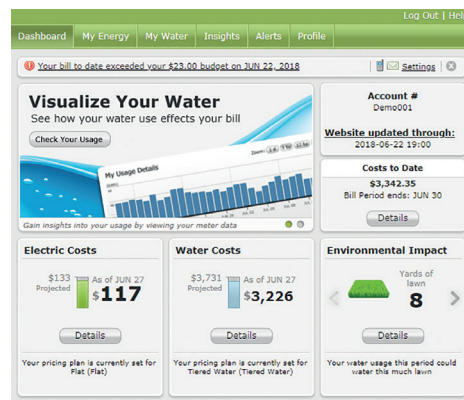 Log Out | Help
Dashboard My Energy My Water Insights Alerts Profile
Your bill to date exceeded your $23.00 budget on JUN 22, 2018 | Settings |
Visualize Your Water
See how your water use effects your bill
Check Your Usage
My Usage Details
Zoom:
Gain insights into your usage by viewing your meter data
Account #
Demo001
Website updated through:
2018-06-22 19:00
Costs to Date
$3,342.35
Bill Period ends: JUN 30
Details
Electric Costs
$133
Projected
As of JUN 27
$117
Details
Your pricing plan is currently set for
Flat (Flat)
Water Costs
$3,731
Projected
As of JUN 27
$3,226
Details
Your pricing plan is currently set for
Tiered Water (Tiered Water)
Environmental Impact
Yards of
lawn
8
Details
Your water usage this period could
water this much lawn